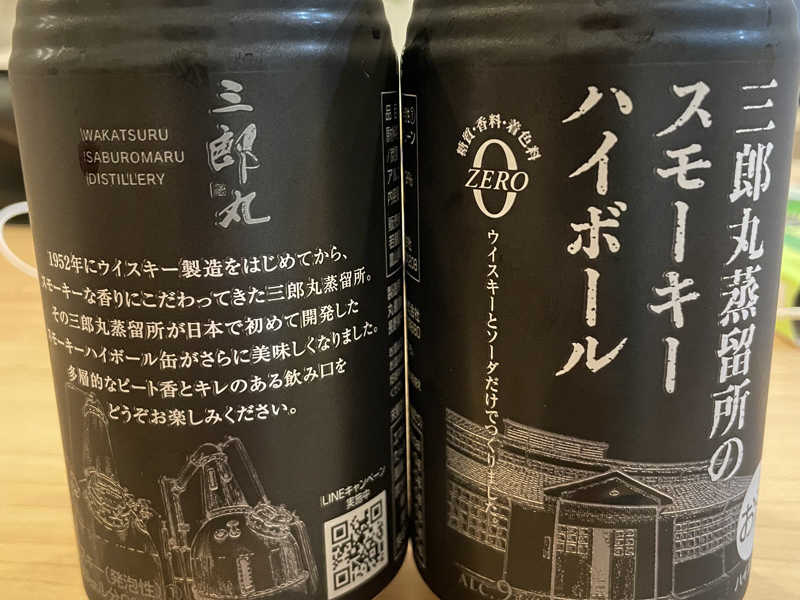 三郎丸
WAKATSURU
SABUROMARU
DISTILLERY
1952年にウイスキー製造をはじめてから、
スモーキーな香りにこだわってきた三郎丸蒸留所。
その三郎丸蒸留所が日本で初めて開発した
スモーキーハイボール缶がさらに美味しくなりました。
多層的なピート香とキレのある飲み口を
どうぞお楽しみください。
LINEキャンペーン
実施中
(発泡性)
三郎丸蒸留所の
スモーキー
ハイボール
糖質・香料・着色料
0
ZERO
ウイスキーとソーダだけでつくりました。
ALC. 9